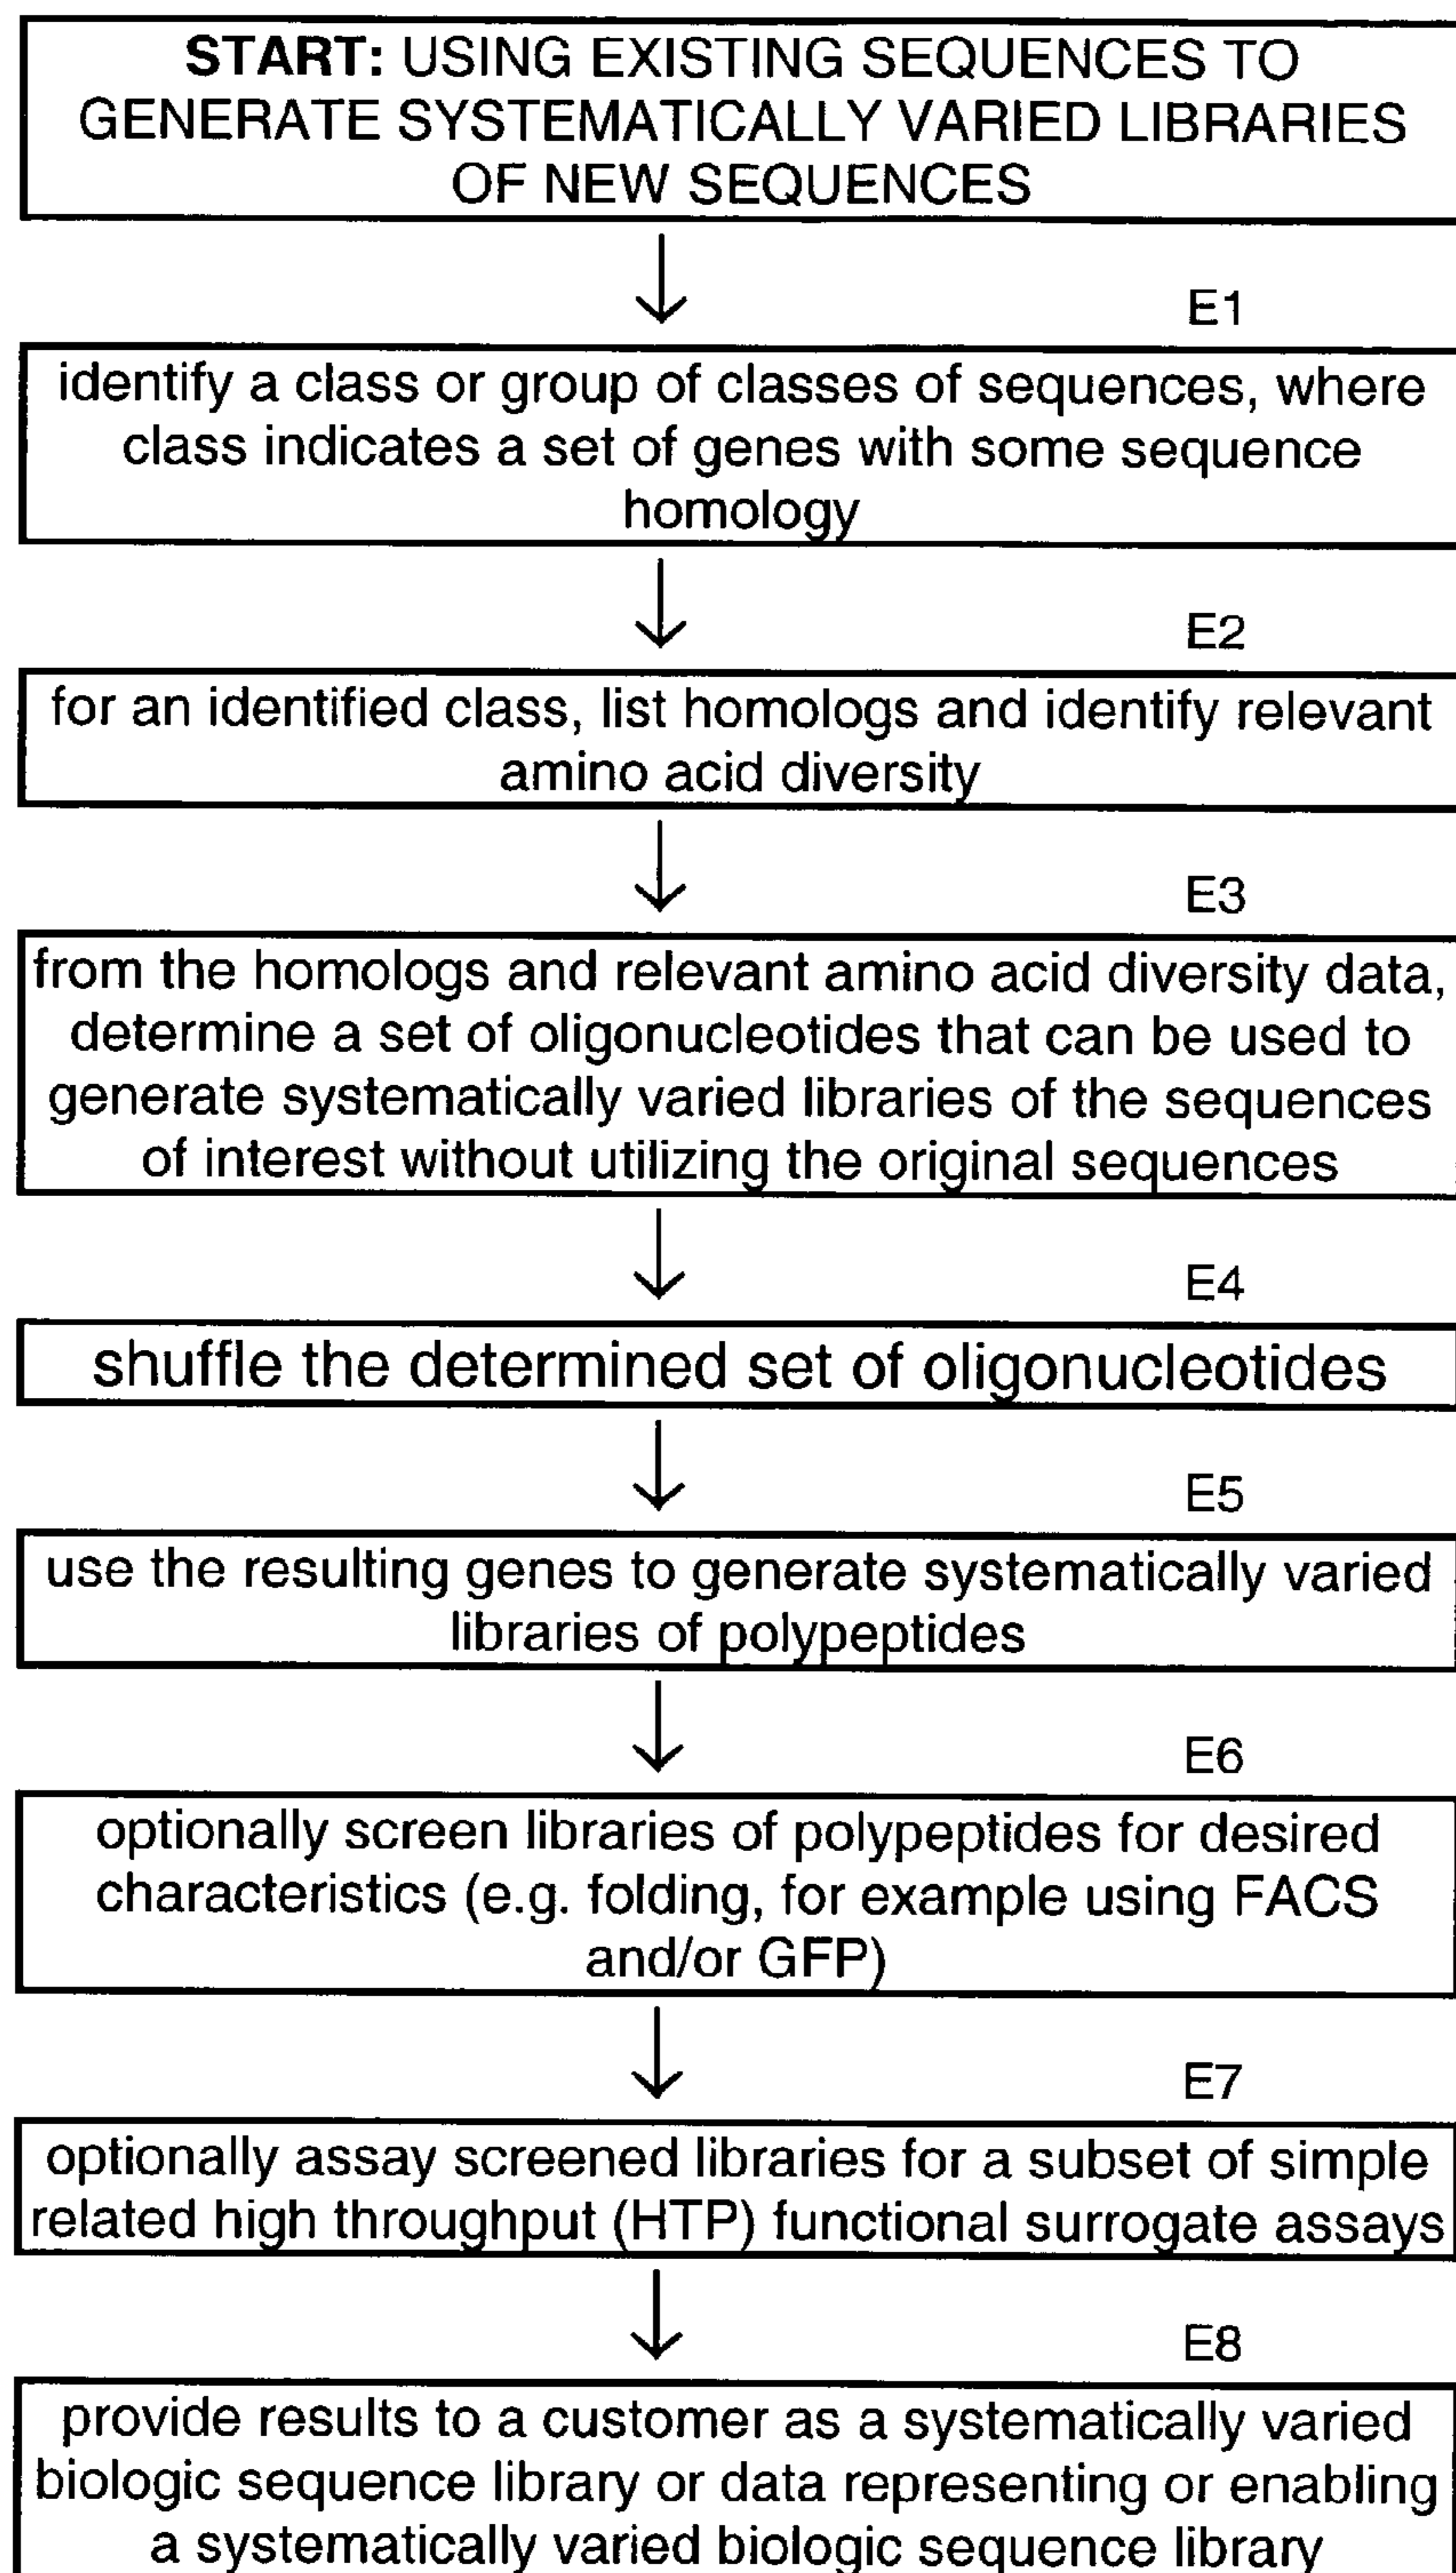 START: USING EXISTING SEQUENCES TO
GENERATE SYSTEMATICALLY VARIED LIBRARIES
OF NEW SEQUENCES
E1
identify a class or group of classes of sequences, where
class indicates a set of genes with some sequence
homology
E2
for an identified class, list homologs and identify relevant
amino acid diversity
E3
from the homologs and relevant amino acid diversity data,
determine a set of oligonucleotides that can be used to
generate systematically varied libraries of the sequences
of interest without utilizing the original sequences
E4
shuffle the determined set of oligonucleotides
E5
use the resulting genes to generate systematically varied
libraries of polypeptides
E6
optionally screen libraries of polypeptides for desired
characteristics (e.g. folding, for example using FACS
and/or GFP)
E7
optionally assay screened libraries for a subset of simple
related high throughput (HTP) functional surrogate assays
E8
provide results to a customer as a systematically varied
biologic sequence library or data representing or enabling
a systematically varied biologic sequence library